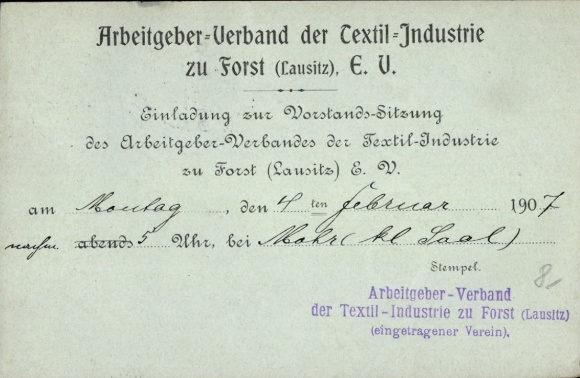 Arbeitgeber-Verband der Textil-Industrie
zu Forst (Lausitz), E. V.
Einladung zur Vorstands-Sitzung
des Arbeitgeber-Verbandes der Textil-Industrie
zu Forst (Lausitz) E. V.
am Montag, den 4ten Februar 1907
nachm. abends 5 Uhr, bei Mohr (kl Saal)
Stempel.
8,
Arbeitgeber-Verband
der Textil-Industrie zu Forst (Lausitz)
(eingetragener Verein).